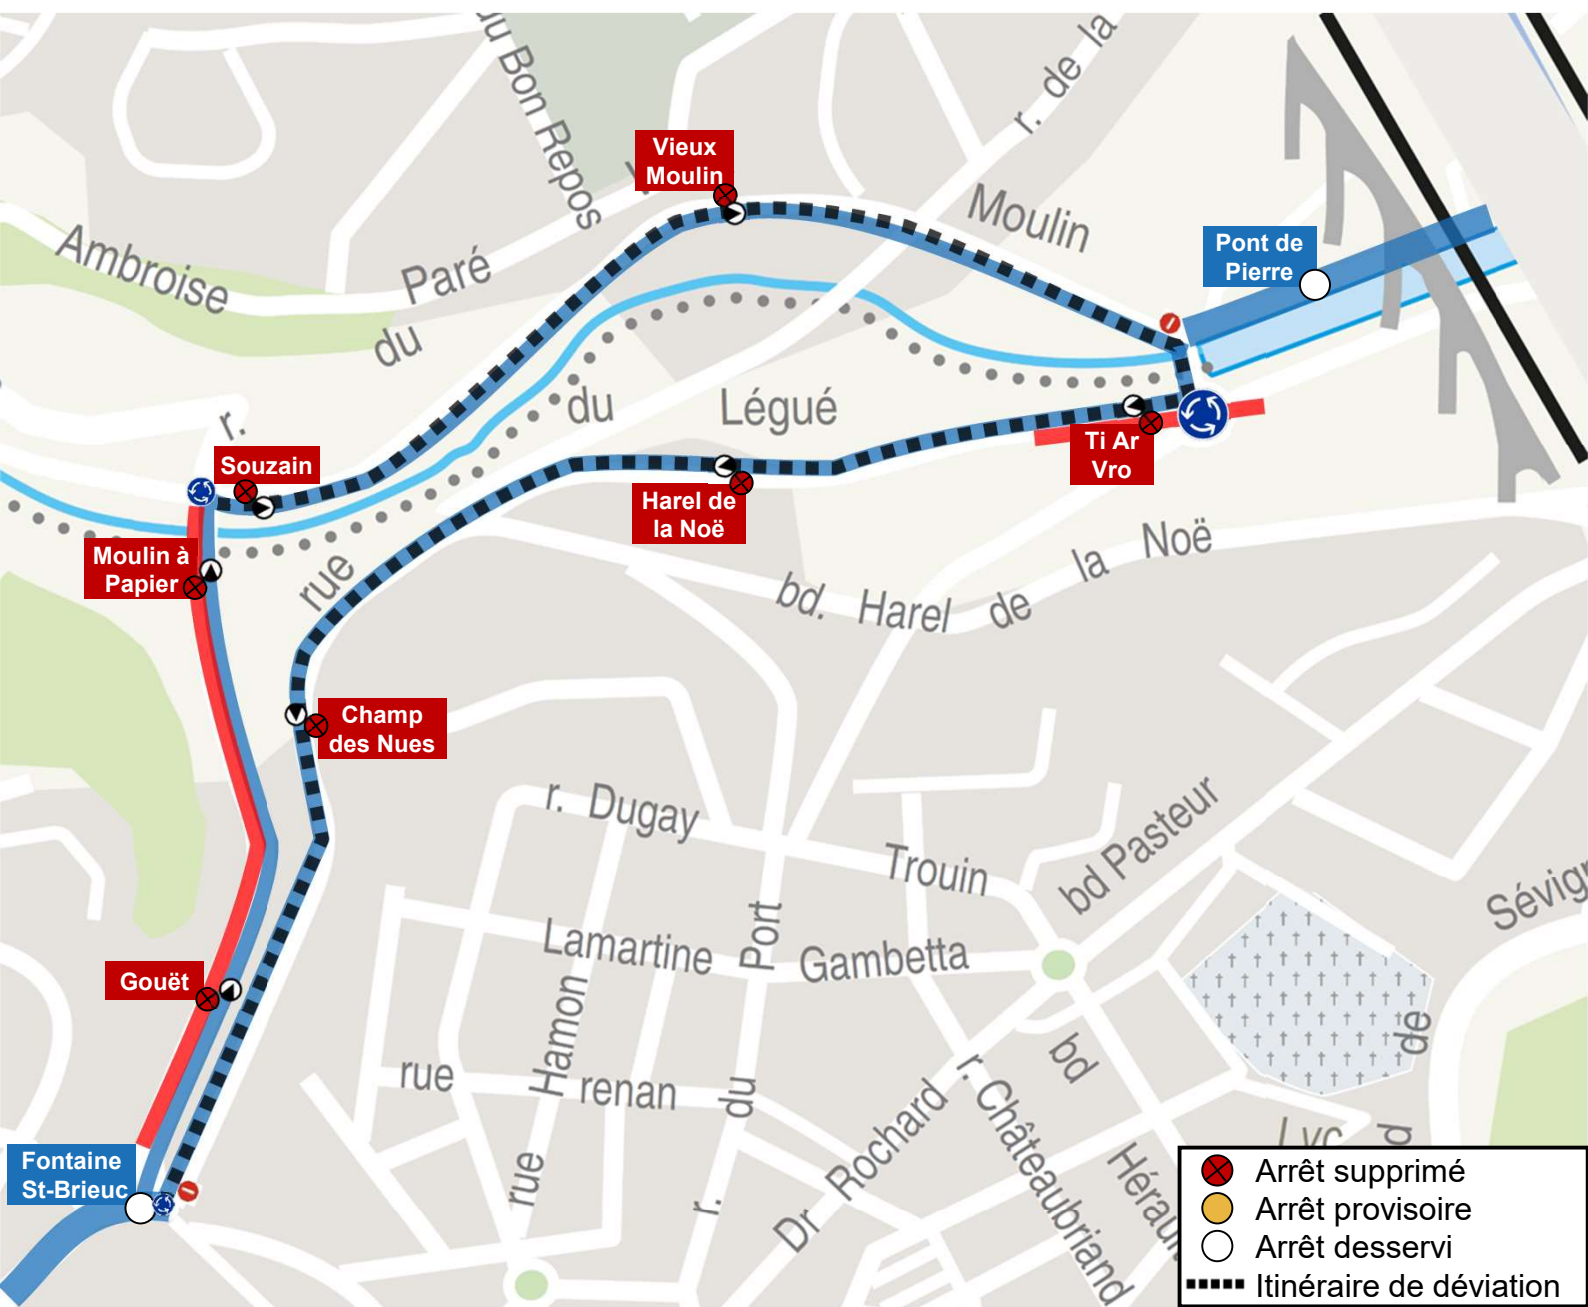 du Bon Repos
r. de la
Vieux
Moulin
Moulin
Pont de
Pierre
Ambroise
Paré
du
r.
du
Légué
Souzain
Ti Ar
Vro
Harel de
la Noë
Moulin à
Papier
rue
bd. Harel de la Noë
Champ
des Nues
r. Dugay
Trouin
bd Pasteur
Sévign
Lamartine
Port
Gambetta
Gouët
Hamon
rue
renan
du
bd
de
r. Châteaubriand
Dr Rochard
rue
r.
Hérau
Lyc
d
Fontaine
St-Brieuc
Arrêt supprimé
Arrêt provisoire
Arrêt desservi
Itinéraire de déviation